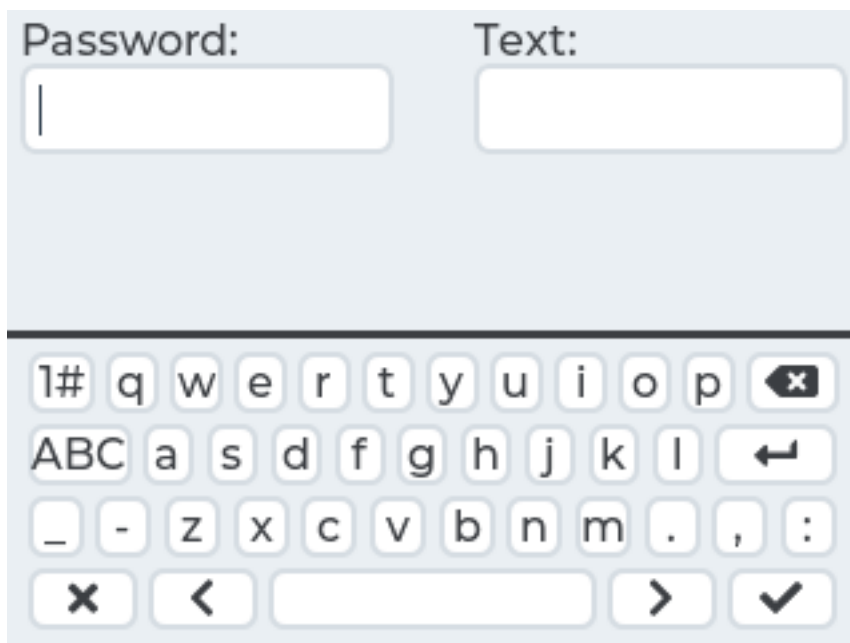 Password: Text:
1# q w e r t y u i o p
ABC a s d f g h j k l
_ - z x c v b n m . , :